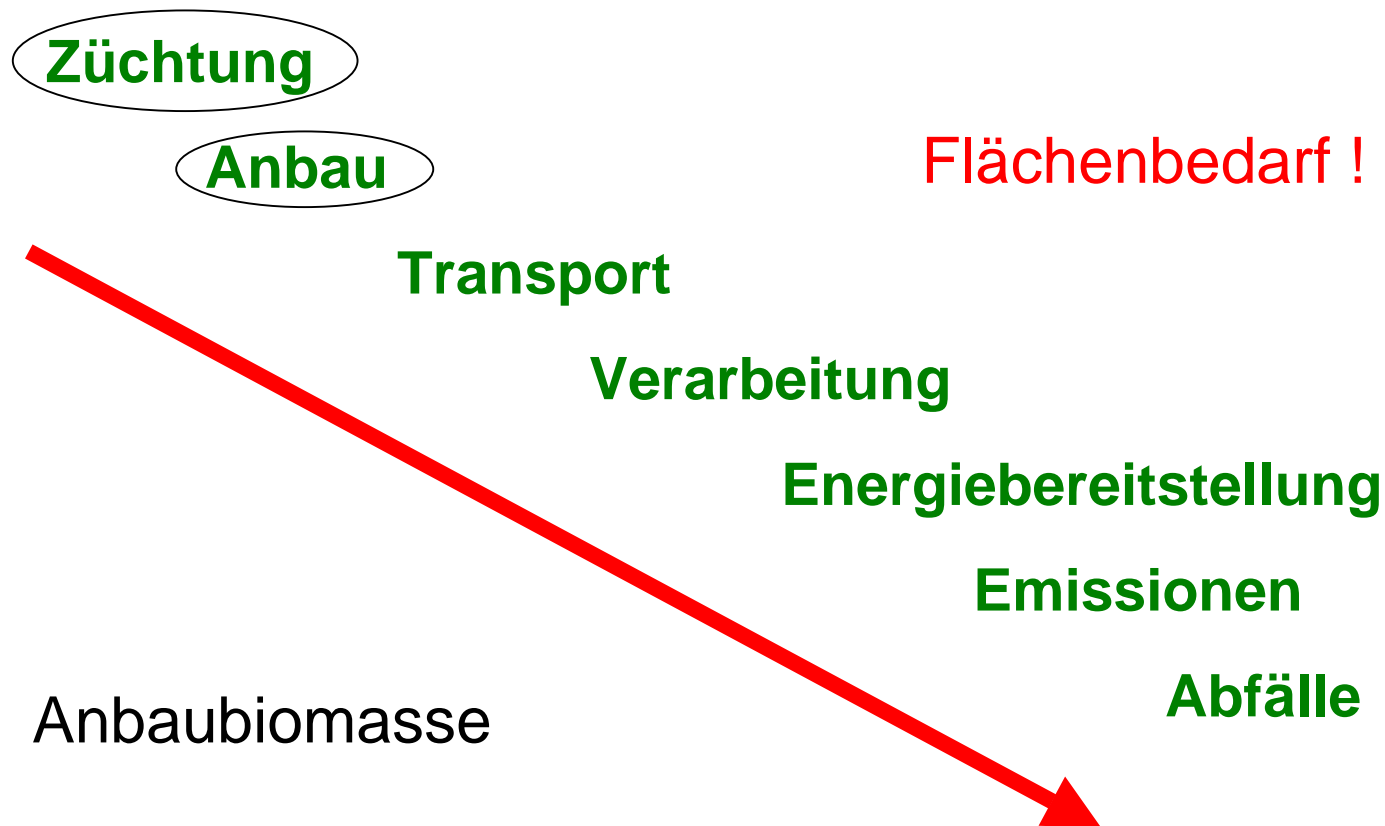 Züchtung
Anbau
Flächenbedarf !
Transport
Verarbeitung
Energiebereitstellung
Emissionen
Abfälle
Anbaubiomasse